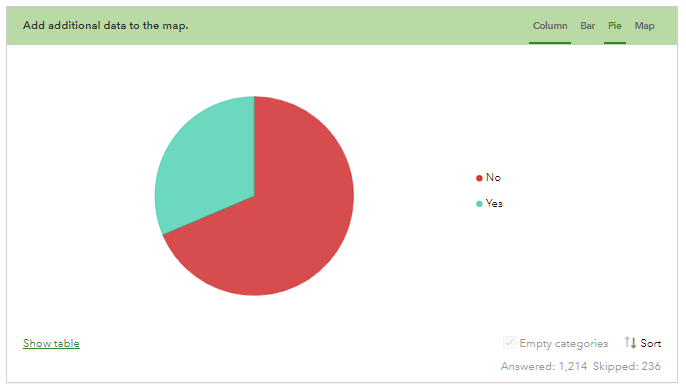 Add additional data to the map.
Column Bar Pie Map
No
Yes
Show table
Empty categories Sort
Answered: 1,214 Skipped: 236